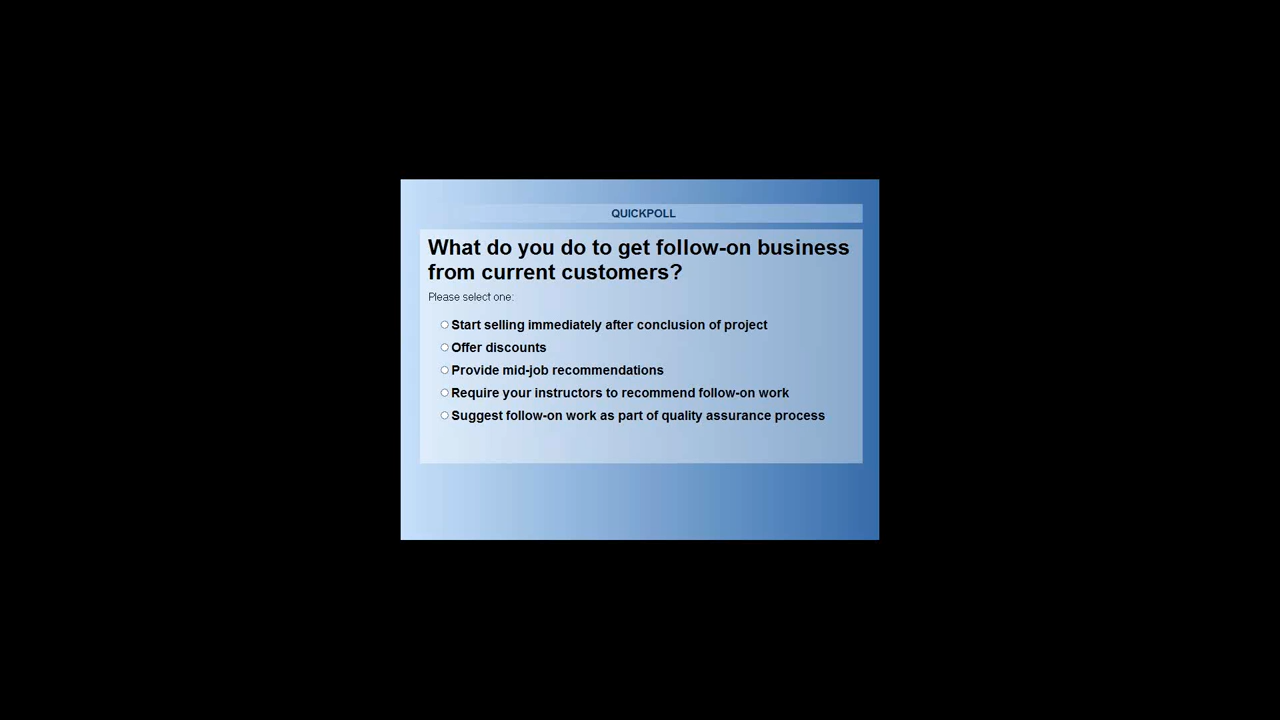 QUICKPOLL
What do you do to get follow-on business
from current customers?
Please select one:
Start selling immediately after conclusion of project
Offer discounts
Provide mid-job recommendations
Require your instructors to recommend follow-on work
Suggest follow-on work as part of quality assurance process